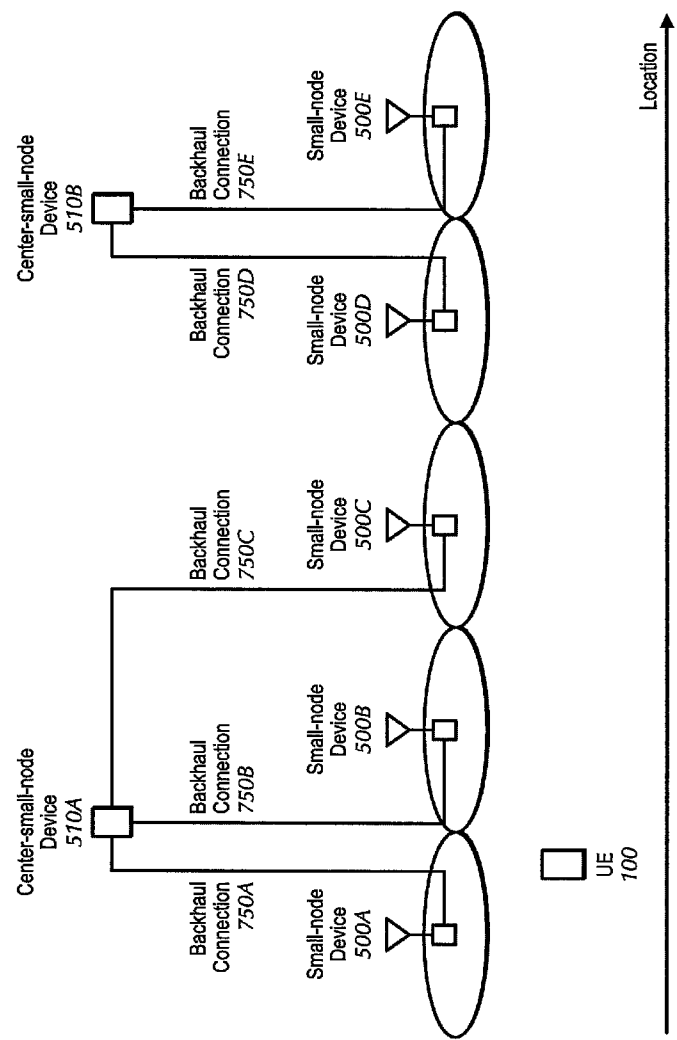 Center-small-node
Device
510A
Center-small-node
Device
510B
Backhaul
Connection
750A
Backhaul
Connection
750B
Backhaul
Connection
750C
Backhaul
Connection
750D
Backhaul
Connection
750E
Small-node
Device
500A
Small-node
Device
500B
Small-node
Device
500C
Small-node
Device
500D
Small-node
Device
500E
UE
100
Location